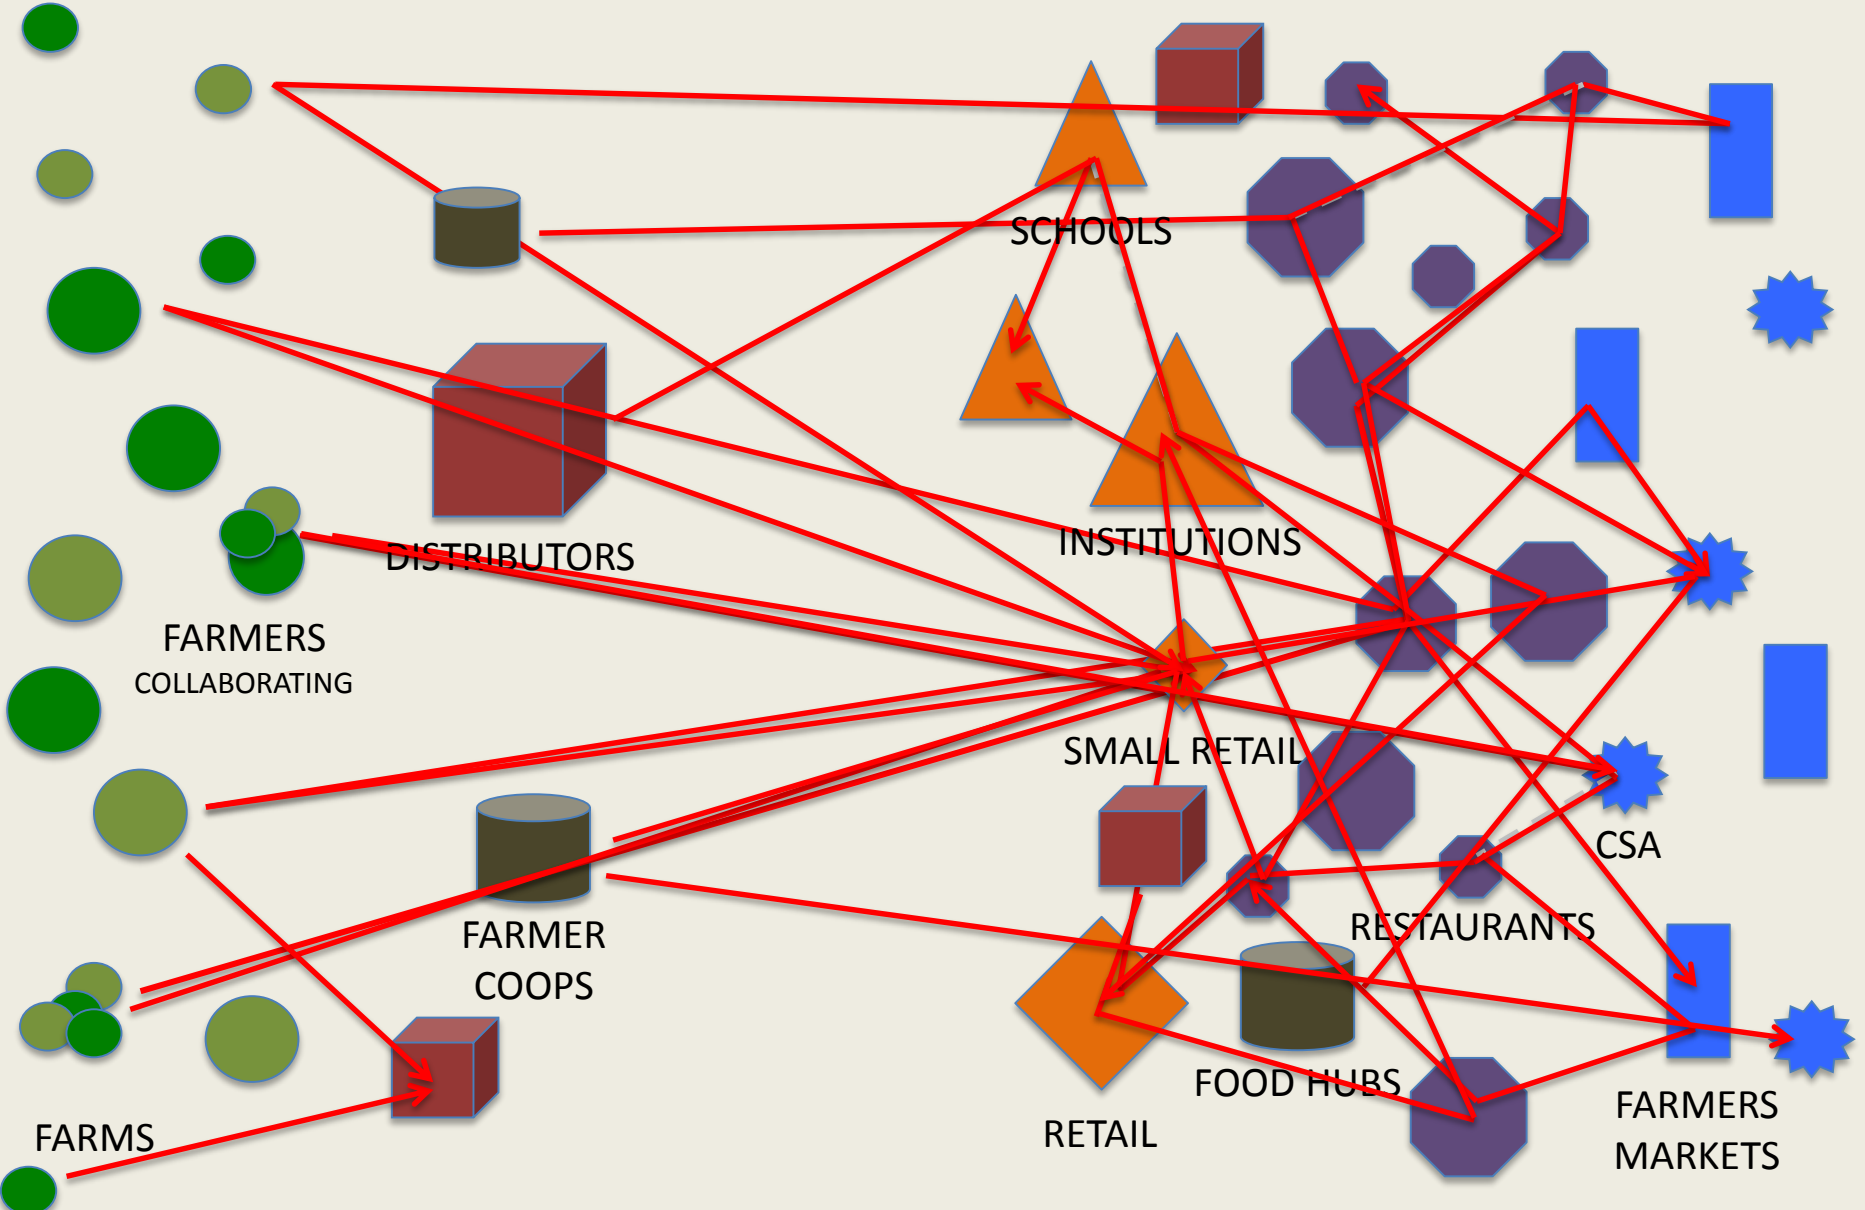 SCHOOLS
INSTITUTIONS
DISTRIBUTORS
FARMERS
COLLABORATING
SMALL RETAIL
CSA
RESTAURANTS
FARMER
COOPS
FOOD HUBS
FARMERS
MARKETS
RETAIL
FARMS